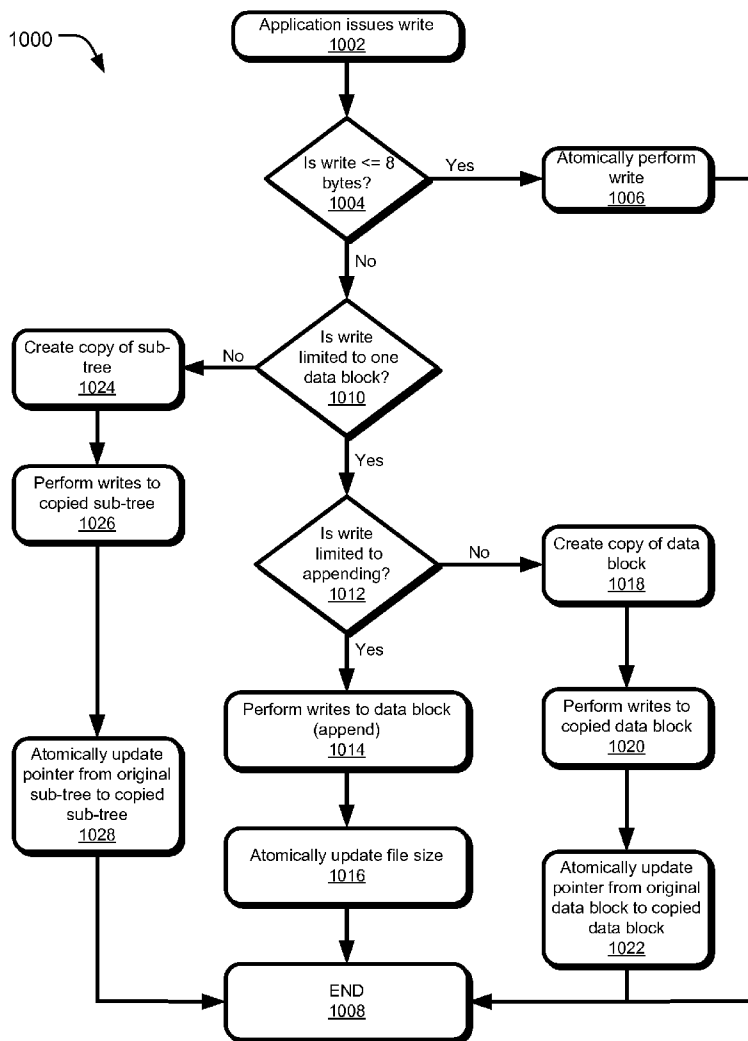 1000
Application issues write
1002
Is write <= 8
bytes?
1004
Yes
Atomically perform
write
1006
No
Is write
limited to one
data block?
1010
No
Create copy of sub-
tree
1024
Yes
Perform writes to
copied sub-tree
1026
Is write
limited to
appending?
1012
No
Create copy of data
block
1018
Yes
Perform writes to data block
(append)
1014
Perform writes to
copied data block
1020
Atomically update
pointer from original
sub-tree to copied
sub-tree
1028
Atomically update file size
1016
Atomically update
pointer from original
data block to copied
data block
1022
END
1008